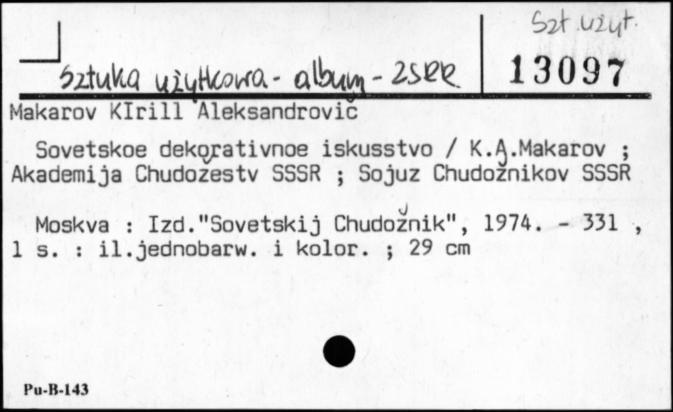 Szt. użyt.
sztuka użytkowa - album - ZSRR
13097
Makarov KIrill Aleksandrovič
Sovetskoe dekorativnoe iskusstvo / K.A.Makarov ;
Akademija Chudožestv SSSR ; Sojuz Chudožnikov SSSR
Moskva : Izd."Sovetskij Chudožnik", 1974. - 331 ,
1 s. : il.jednobarw. i kolor. ; 29 cm
Pu-B-143